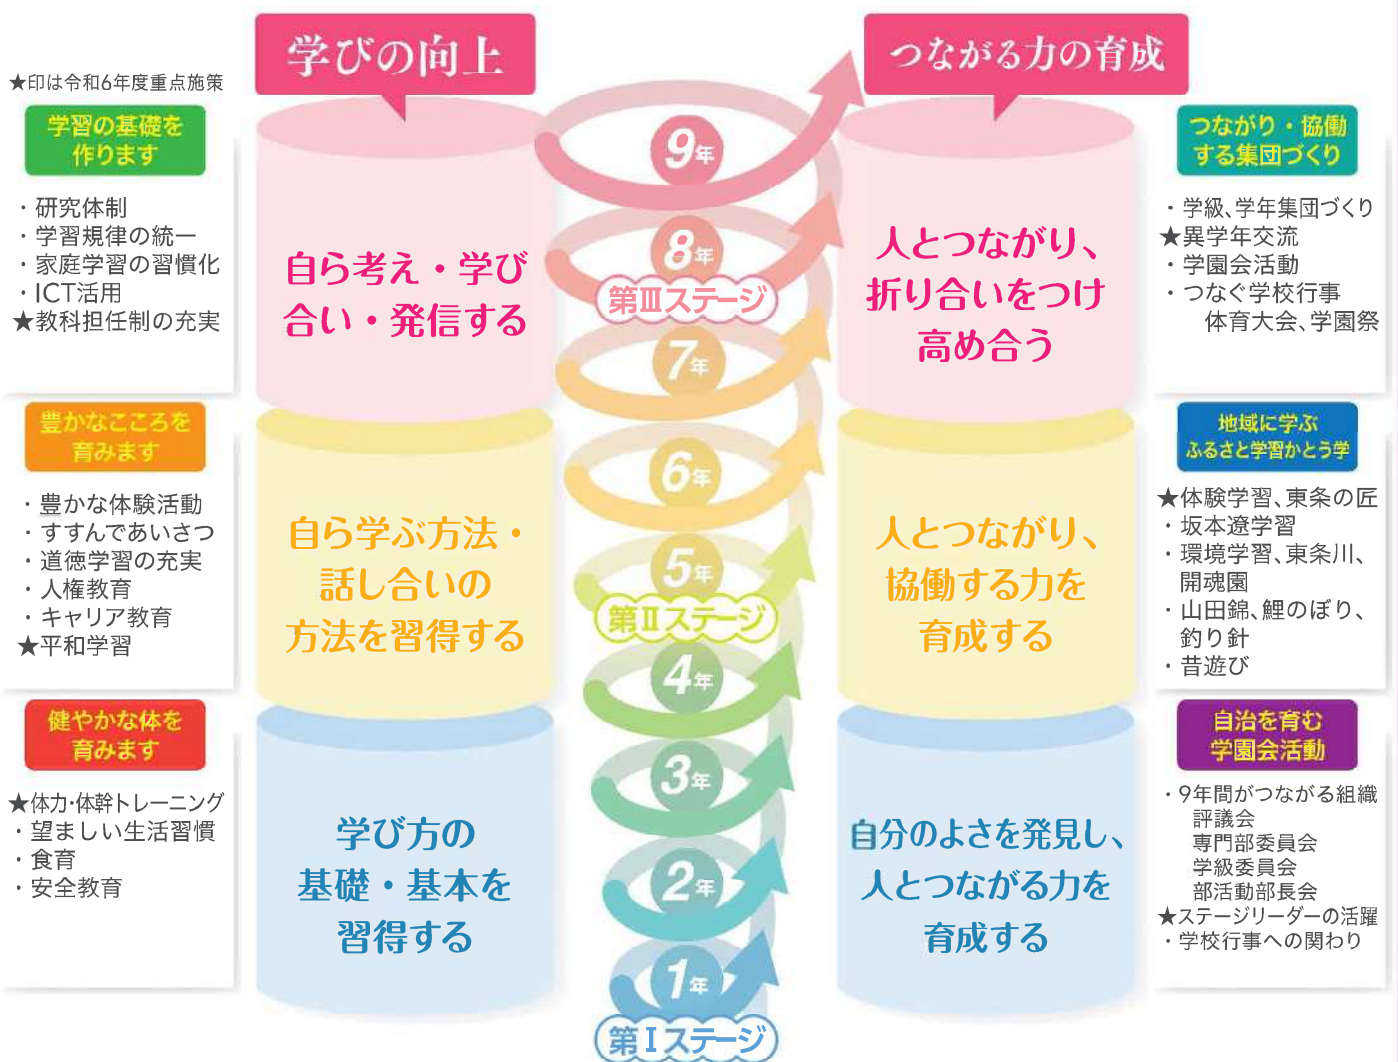 学びの向上
つながる力の育成
★印は令和6年度重点施策
学習の基礎を
作ります
・研究体制
・学習規律の統一
・家庭学習の習慣化
・ICT活用
★教科担任制の充実
豊かなこころを
育みます
・豊かな体験活動
・すすんであいさつ
・道徳学習の充実
・人権教育
・キャリア教育
★平和学習
健やかな体を
育みます
★体力・体幹トレーニング
・望ましい生活習慣
・食育
・安全教育
自ら考え・学び
合い・発信する
自ら学ぶ方法・
話し合いの
方法を習得する
学び方の
基礎・基本を
習得する
9年
8年
第Ⅲステージ
7年
6年
5年
第Ⅱステージ
4年
3年
2年
1年
第Ⅰステージ
人とつながり、
折り合いをつけ
高め合う
人とつながり、
協働する力を
育成する
自分のよさを発見し、
人とつながる力を
育成する
つながり・協働
する集団づくり
・学級、学年集団づくり
★異学年交流
・学園会活動
・つなぐ学校行事
体育大会、学園祭
地域に学ぶ
ふるさと学習かとう学
★体験学習、東条の匠
・坂本遼学習
・環境学習、東条川、
開魂園
・山田錦、鯉のぼり、
釣り針
・昔遊び
自治を育む
学園会活動
・9年間がつながる組織
評議会
専門部委員会
学級委員会
部活動部長会
★ステージリーダーの活躍
・学校行事への関わり